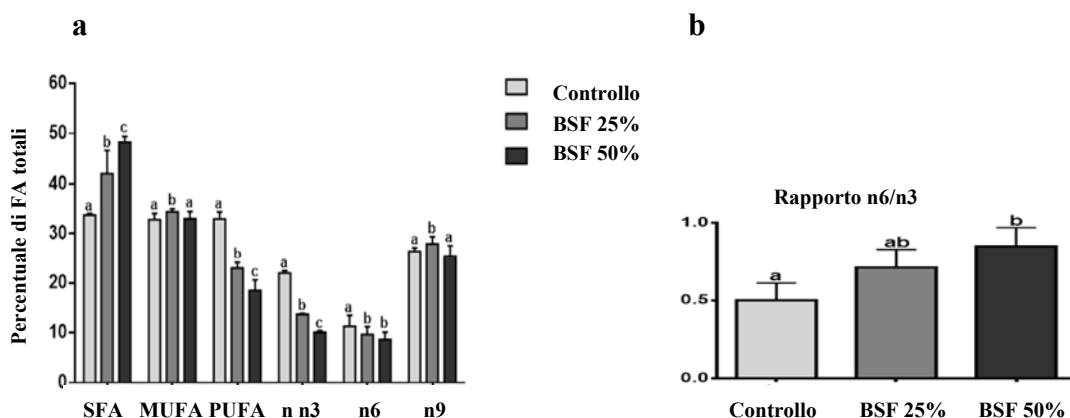 a
Percentuale di FA totali
60
50
40
30
20
10
0
a b c
a b a
a b c
a b c
a b b
a b a
SFA MUFA PUFA n n3 n6 n9
Controllo
BSF 25%
BSF 50%
b
Rapporto n6/n3
1.0
0.5
0.0
a ab b
Controllo BSF 25% BSF 50%